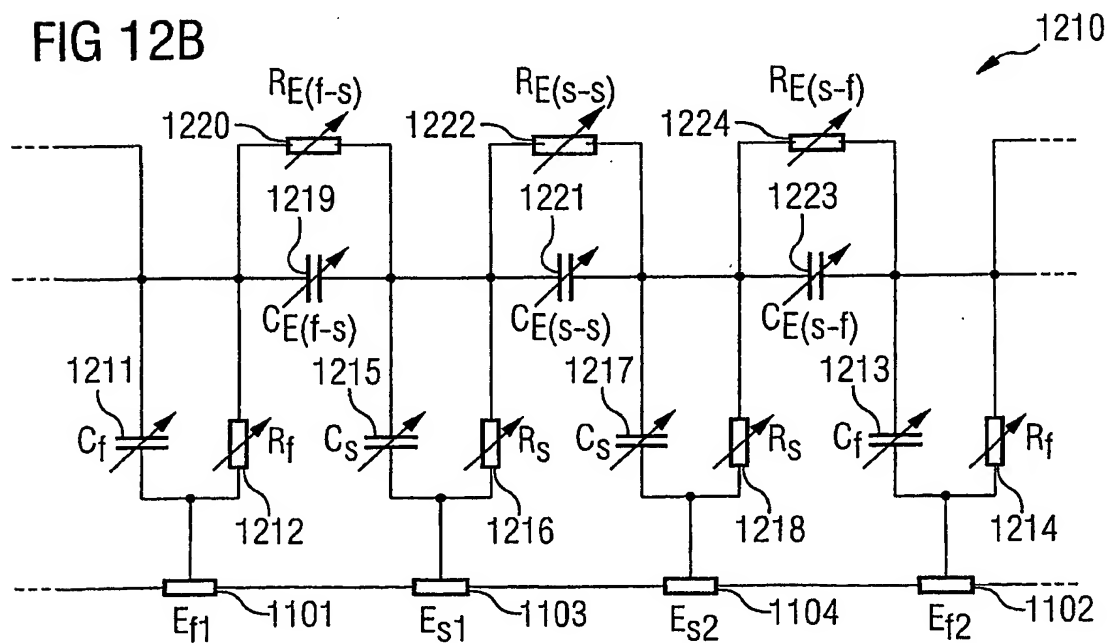 FIG 12B
1210
R_E(f-s) R_E(s-s) R_E(s-f)
1220 1222 1224
1219 1221 1223
C_E(f-s) C_E(s-s) C_E(s-f)
1211 1215 1217 1213
C_f R_f C_s R_s C_s R_s C_f R_f
1212 1216 1218 1214
E_f1 1101 E_s1 1103 E_s2 1104 E_f2 1102